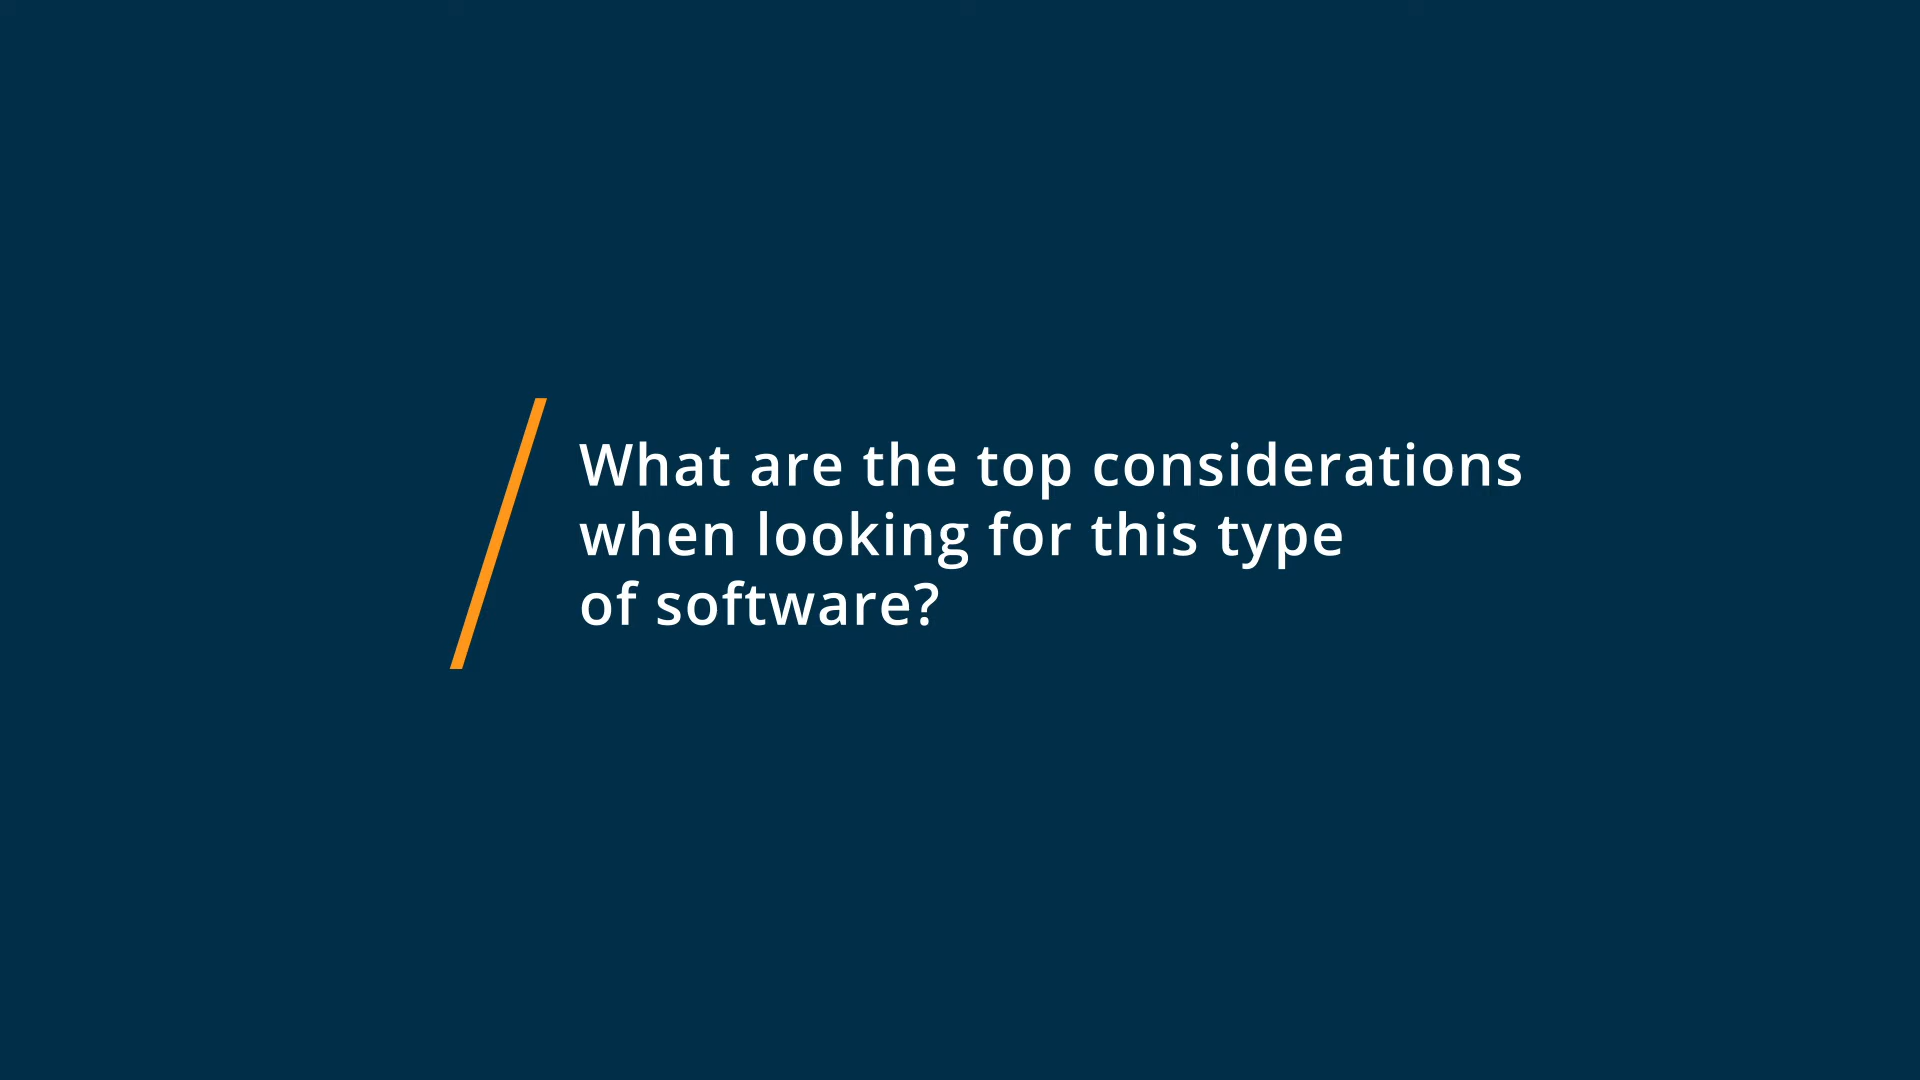 What are the top considerations
when looking for this type
of software?